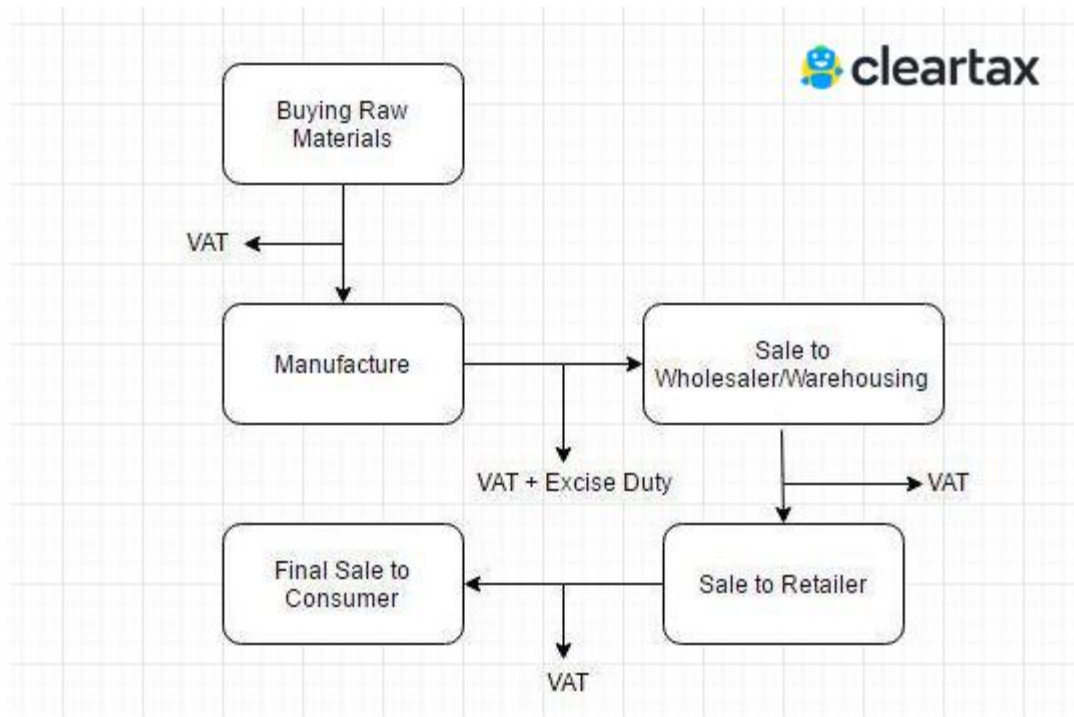 cleartax
Buying Raw
Materials
VAT
Manufacture
Sale to
Wholesaler/Warehousing
VAT + Excise Duty
VAT
Final Sale to
Consumer
Sale to Retailer
VAT